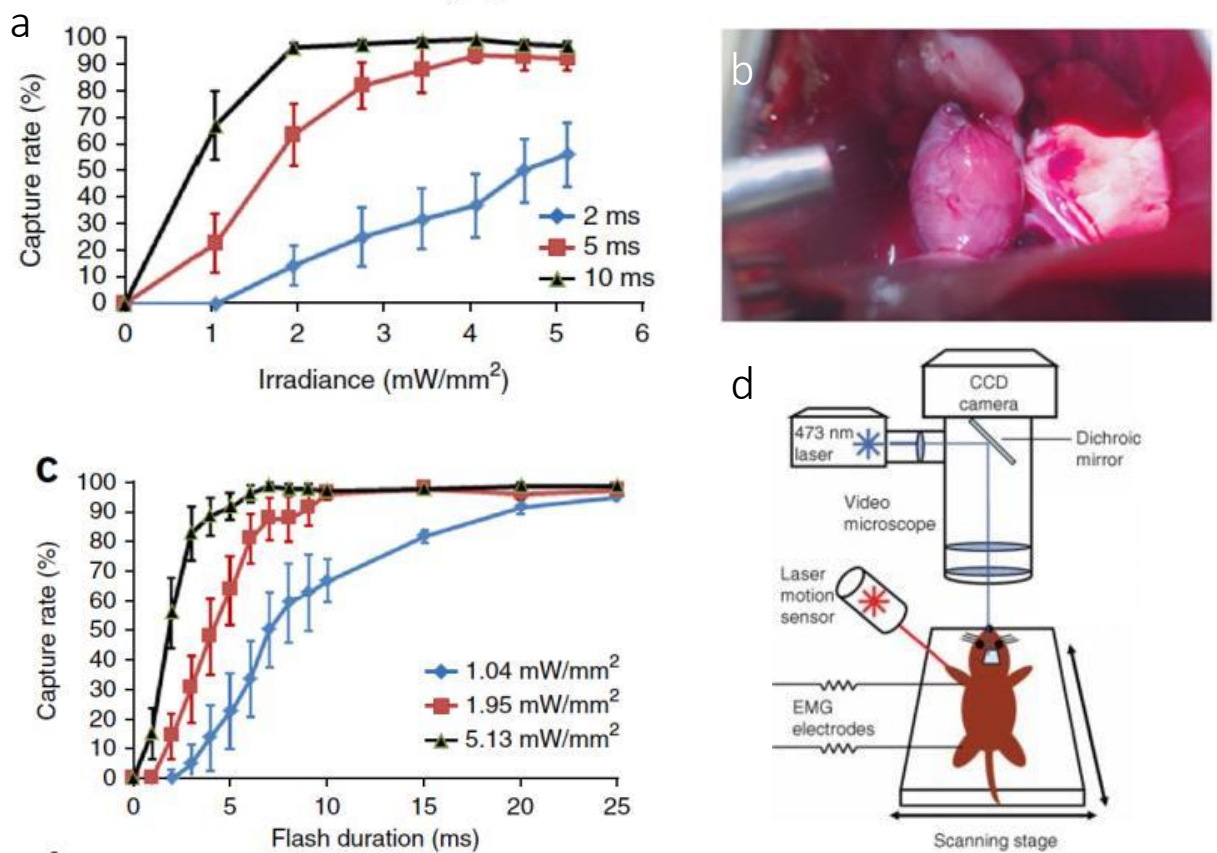 a
100
90
80
70
60
50
40
30
20
10
0
Capture rate (%)
0 1 2 3 4 5 6
Irradiance (mW/mm²)
2 ms
5 ms
10 ms
b
c
100
90
80
70
60
50
40
30
20
10
0
Capture rate (%)
0 5 10 15 20 25
Flash duration (ms)
1.04 mW/mm²
1.95 mW/mm²
5.13 mW/mm²
d
CCD
camera
473 nm
laser
Dichroic
mirror
Video
microscope
Laser
motion
sensor
EMG
electrodes
Scanning stage